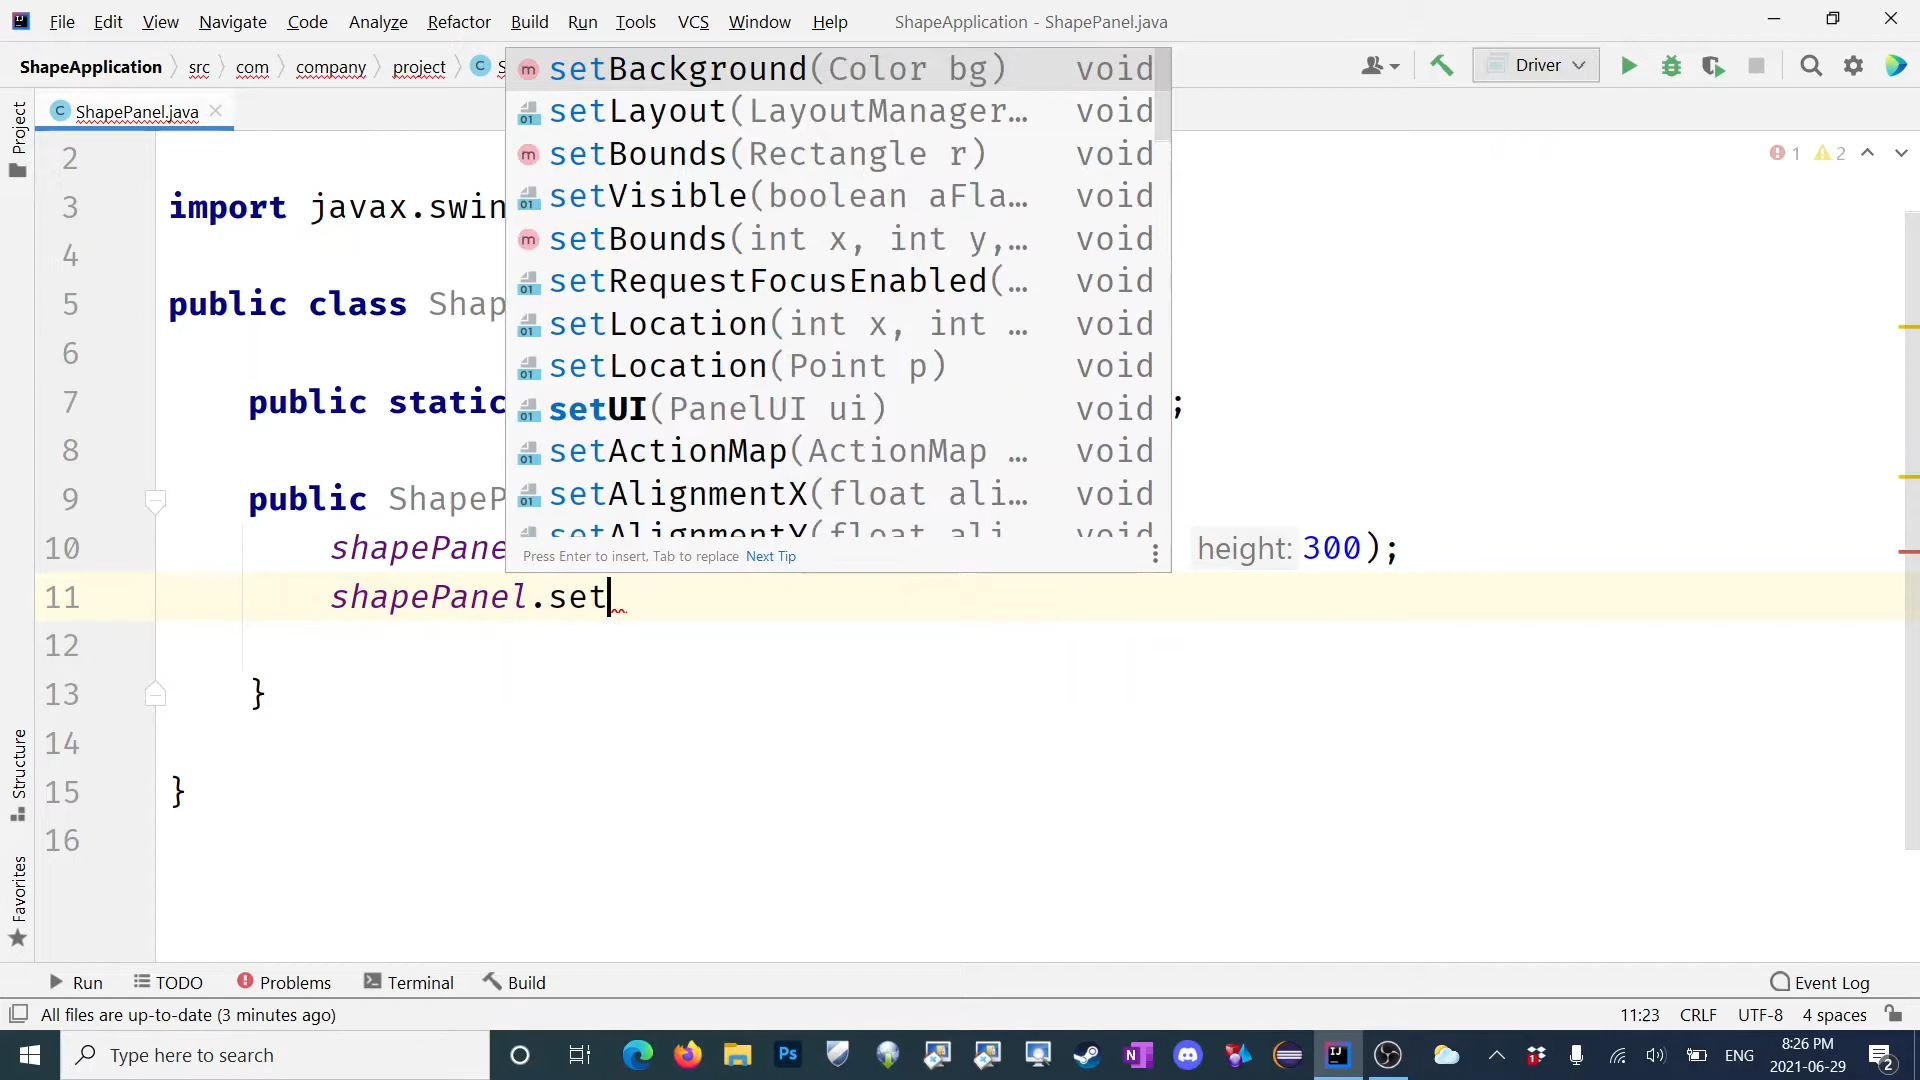 File Edit View Navigate Code Analyze Refactor Build Run Tools VCS Window Help ShapeApplication - ShapePanel.java
ShapeApplication src com company project C S Driver
C ShapePanel.java
Project
m setBackground(Color bg) void
setLayout(LayoutManager… void
m setBounds(Rectangle r) void
setVisible(boolean aFla… void
m setBounds(int x, int y,… void
setRequestFocusEnabled(… void
setLocation(int x, int … void
setLocation(Point p) void
setUI(PanelUI ui) void
setActionMap(ActionMap … void
setAlignmentX(float ali… void
setAlignmentY(float ali void
Press Enter to insert, Tab to replace Next Tip
1 2
2
3 import javax.swin
4
5 public class Shap
6
7 public static ;
8
9 public ShapeP
10 shapePane height: 300);
11 shapePanel.set
12
13 }
14
15 }
16
Structure
Favorites
Run TODO Problems Terminal Build Event Log
All files are up-to-date (3 minutes ago) 11:23 CRLF UTF-8 4 spaces
Type here to search Ps N IJ ENG 8:26 PM
2021-06-29 2